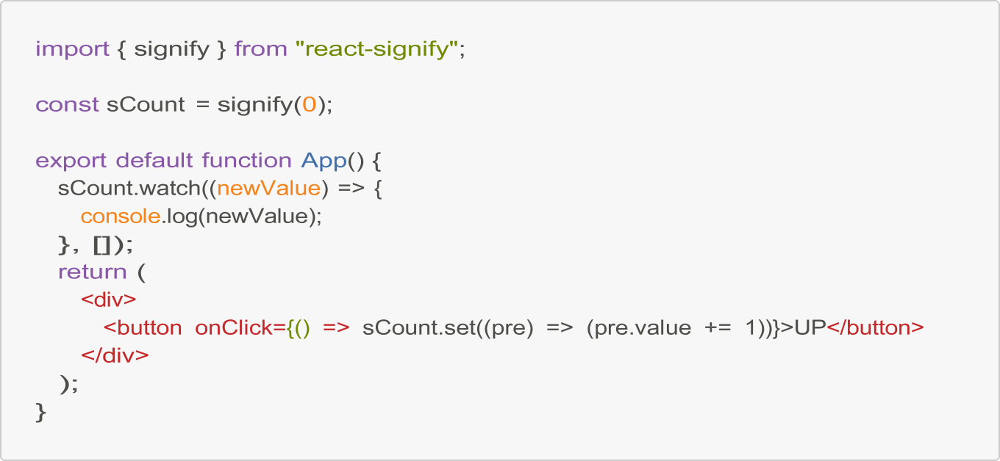 import { signify } from "react-signify";
const sCount = signify(0);
export default function App() {
sCount.watch((newValue) => {
console.log(newValue);
}, []);
return (
<div>
<button onClick={() => sCount.set((pre) => (pre.value += 1))}>UP</button>
</div>
);
}